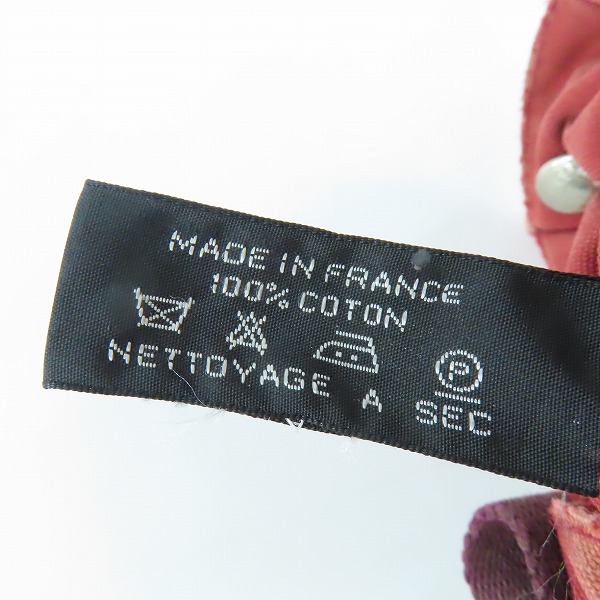 MADE IN FRANCE
100% COTON
P
NETTOYAGE A SEC